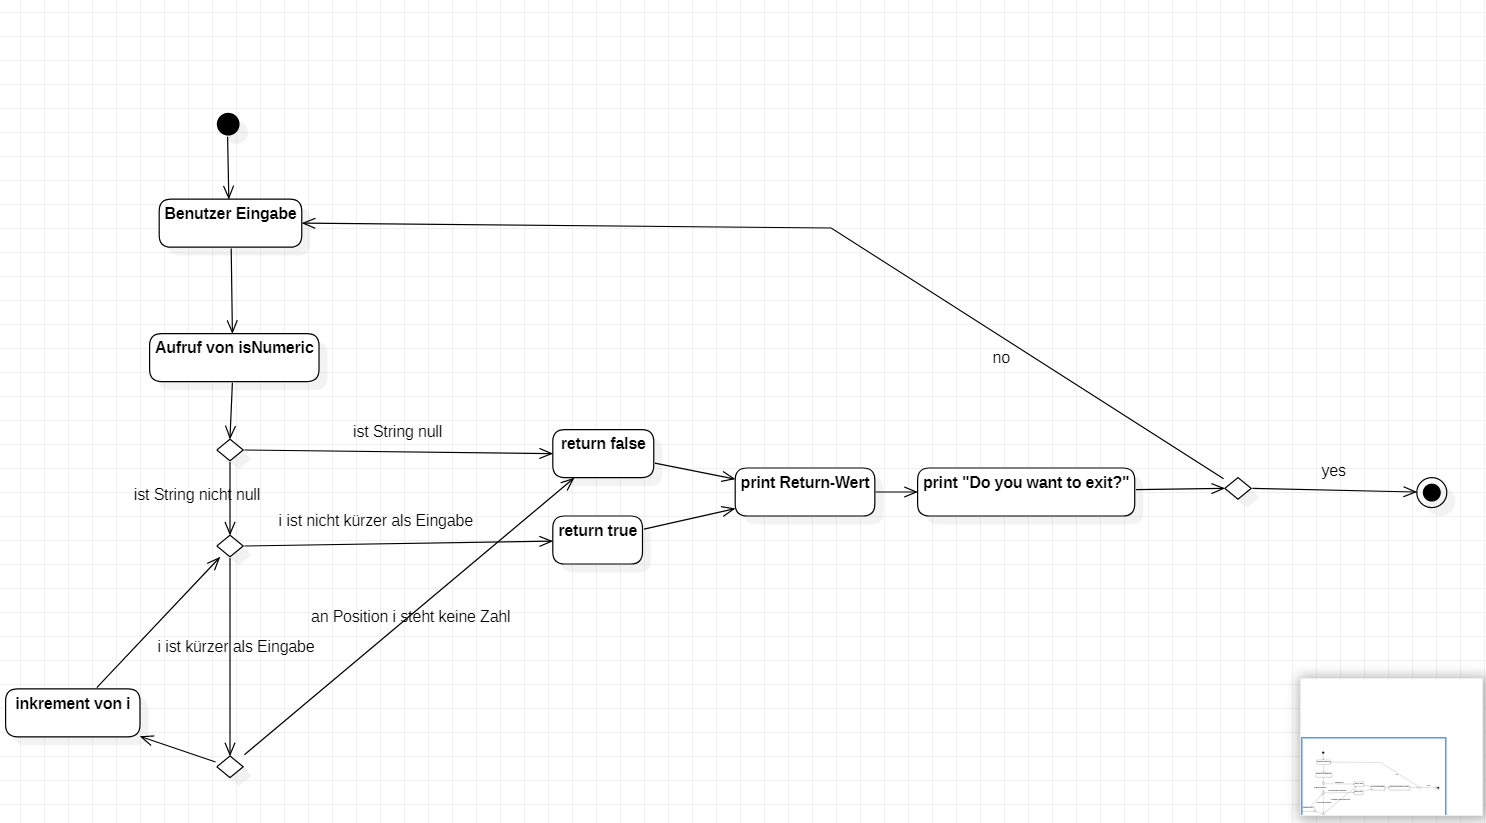 Benutzer Eingabe
Aufruf von isNumeric
no
ist String null
return false
yes
print Return-Wert
print "Do you want to exit?"
ist String nicht null
i ist nicht kürzer als Eingabe
return true
an Position i steht keine Zahl
i ist kürzer als Eingabe
inkrement von i